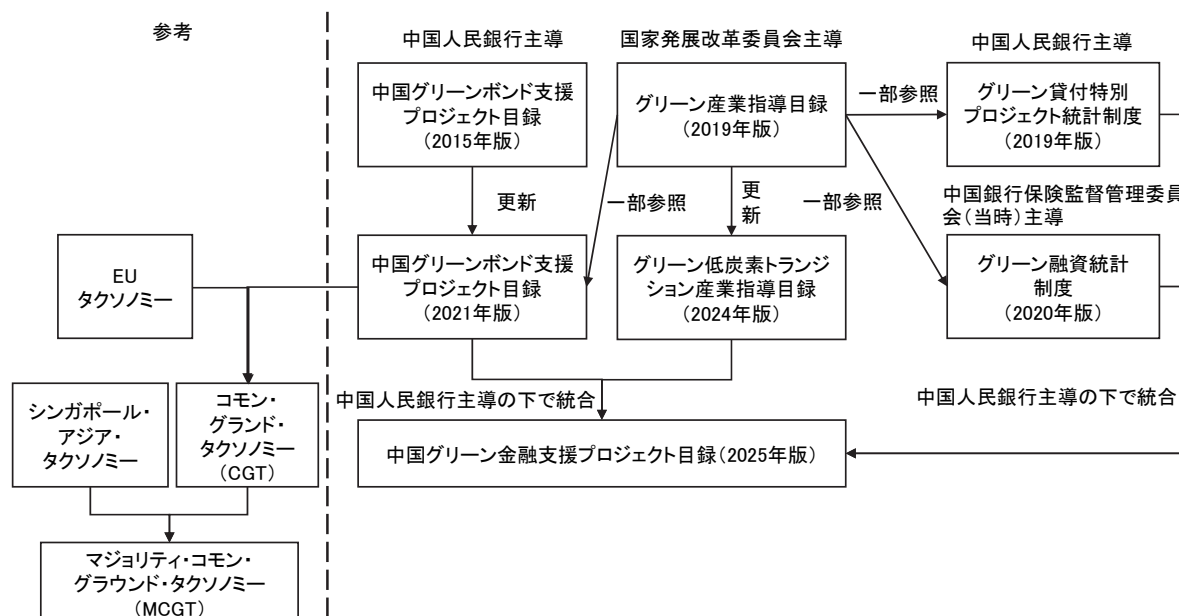 参考
中国人民銀行主導
国家発展改革委員会主導
中国人民銀行主導
中国グリーンボンド支援
プロジェクト目録
(2015年版)
グリーン産業指導目録
(2019年版)
一部参照
グリーン貸付特別
プロジェクト統計制度
(2019年版)
更新
一部参照
更
新
一部参照
中国銀行保険監督管理委員
会(当時)主導
EU
タクソノミー
中国グリーンボンド支援
プロジェクト目録
(2021年版)
グリーン低炭素トランジ
ション産業指導目録
(2024年版)
グリーン融資統計
制度
(2020年版)
シンガポール・
アジア・
タクソノミー
コモン・
グランド・
タクソノミー
(CGT)
中国人民銀行主導の下で統合
中国人民銀行主導の下で統合
中国グリーン金融支援プロジェクト目録(2025年版)
マジョリティ・コモン・
グラウンド・タクソノミー
(MCGT)